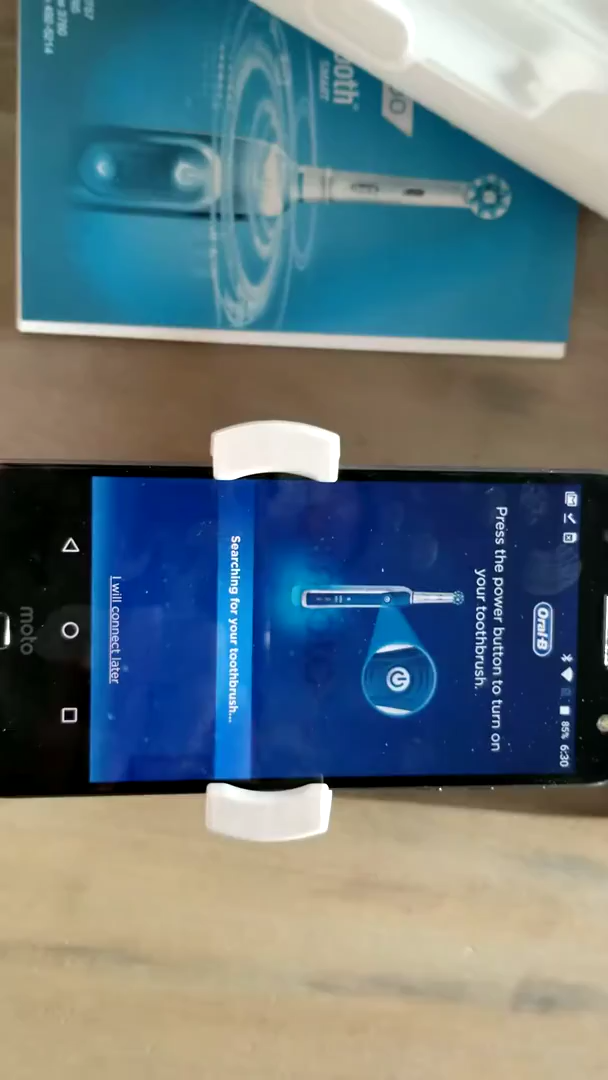 85% 6:30
Oral-B
Press the power button to turn on
your toothbrush.
Searching for your toothbrush...
I will connect later
moto
SMART